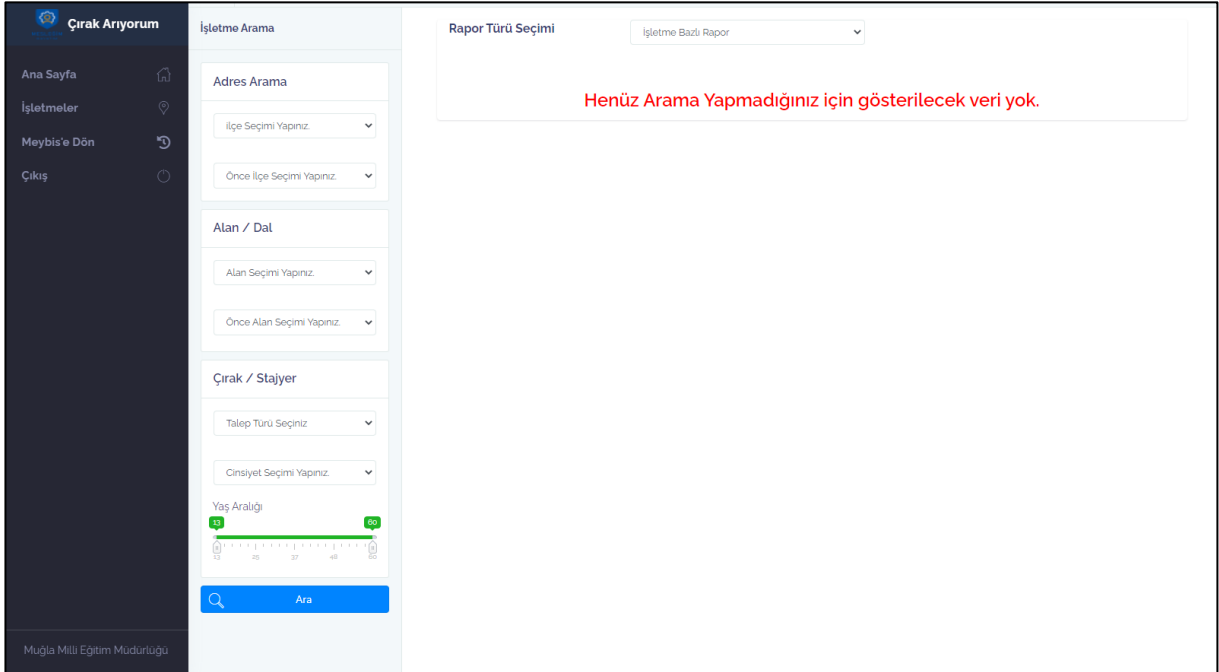 Çırak Arıyorum
Ana Sayfa
İşletmeler
Meybis'e Dön
Çıkış
Muğla Milli Eğitim Müdürlüğü
İşletme Arama
Adres Arama
ilçe Seçimi Yapınız.
Önce İlçe Seçimi Yapınız.
Alan / Dal
Alan Seçimi Yapınız.
Önce Alan Seçimi Yapınız.
Çırak / Stajyer
Talep Türü Seçiniz
Cinsiyet Seçimi Yapınız.
Yaş Aralığı
13 60
13 25 37 48 60
Ara
Rapor Türü Seçimi
İşletme Bazlı Rapor
Henüz Arama Yapmadığınız için gösterilecek veri yok.